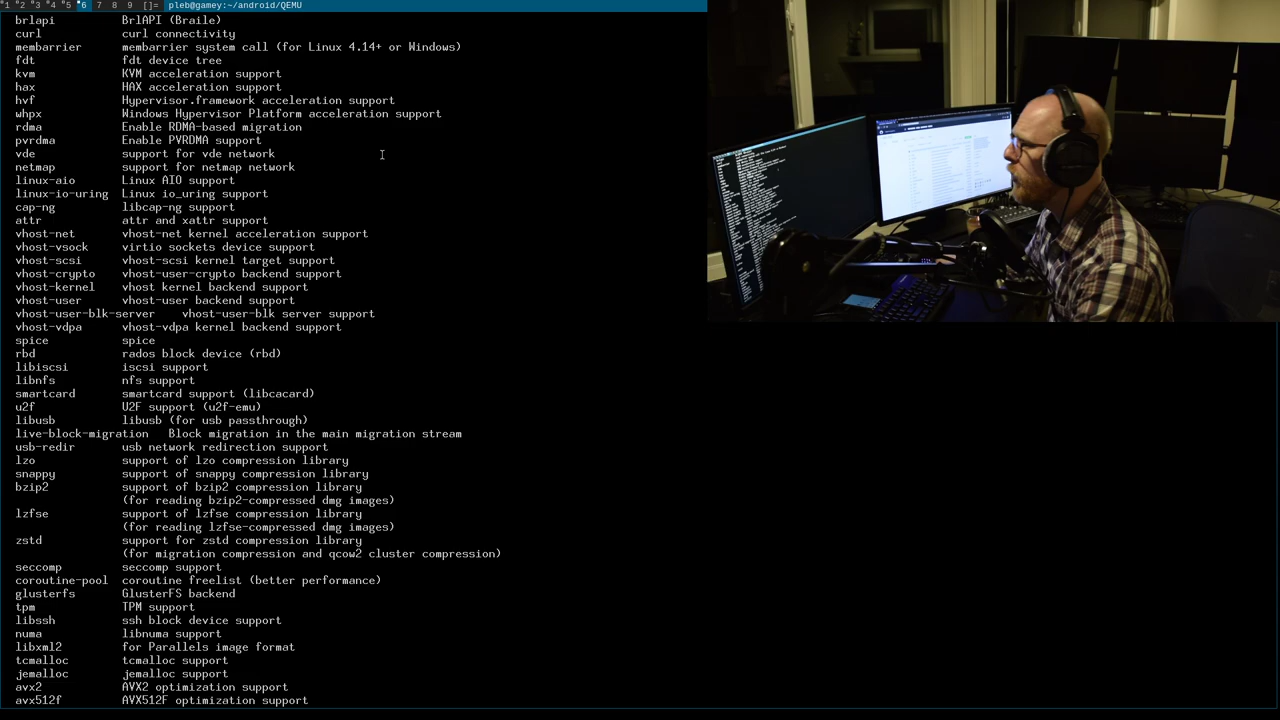 1 2 3 4 5 6 7 8 9 []= pleb@gamey:~/android/QEMU
brlapi BrlAPI (Braile)
curl curl connectivity
membarrier membarrier system call (for Linux 4.14+ or Windows)
fdt fdt device tree
kvm KVM acceleration support
hax HAX acceleration support
hvf Hypervisor.framework acceleration support
whpx Windows Hypervisor Platform acceleration support
rdma Enable RDMA-based migration
pvrdma Enable PVRDMA support
vde support for vde network
netmap support for netmap network
linux-aio Linux AIO support
linux-io-uring Linux io_uring support
cap-ng libcap-ng support
attr attr and xattr support
vhost-net vhost-net kernel acceleration support
vhost-vsock virtio sockets device support
vhost-scsi vhost-scsi kernel target support
vhost-crypto vhost-user-crypto backend support
vhost-kernel vhost kernel backend support
vhost-user vhost-user backend support
vhost-user-blk-server vhost-user-blk server support
vhost-vdpa vhost-vdpa kernel backend support
spice spice
rbd rados block device (rbd)
libiscsi iscsi support
libnfs nfs support
smartcard smartcard support (libcacard)
u2f U2F support (u2f-emu)
libusb libusb (for usb passthrough)
live-block-migration Block migration in the main migration stream
usb-redir usb network redirection support
lzo support of lzo compression library
snappy support of snappy compression library
bzip2 support of bzip2 compression library
(for reading bzip2-compressed dmg images)
lzfse support of lzfse compression library
(for reading lzfse-compressed dmg images)
zstd support for zstd compression library
(for migration compression and qcow2 cluster compression)
seccomp seccomp support
coroutine-pool coroutine freelist (better performance)
glusterfs GlusterFS backend
tpm TPM support
libssh ssh block device support
numa libnuma support
libxml2 for Parallels image format
tcmalloc tcmalloc support
jemalloc jemalloc support
avx2 AVX2 optimization support
avx512f AVX512F optimization support